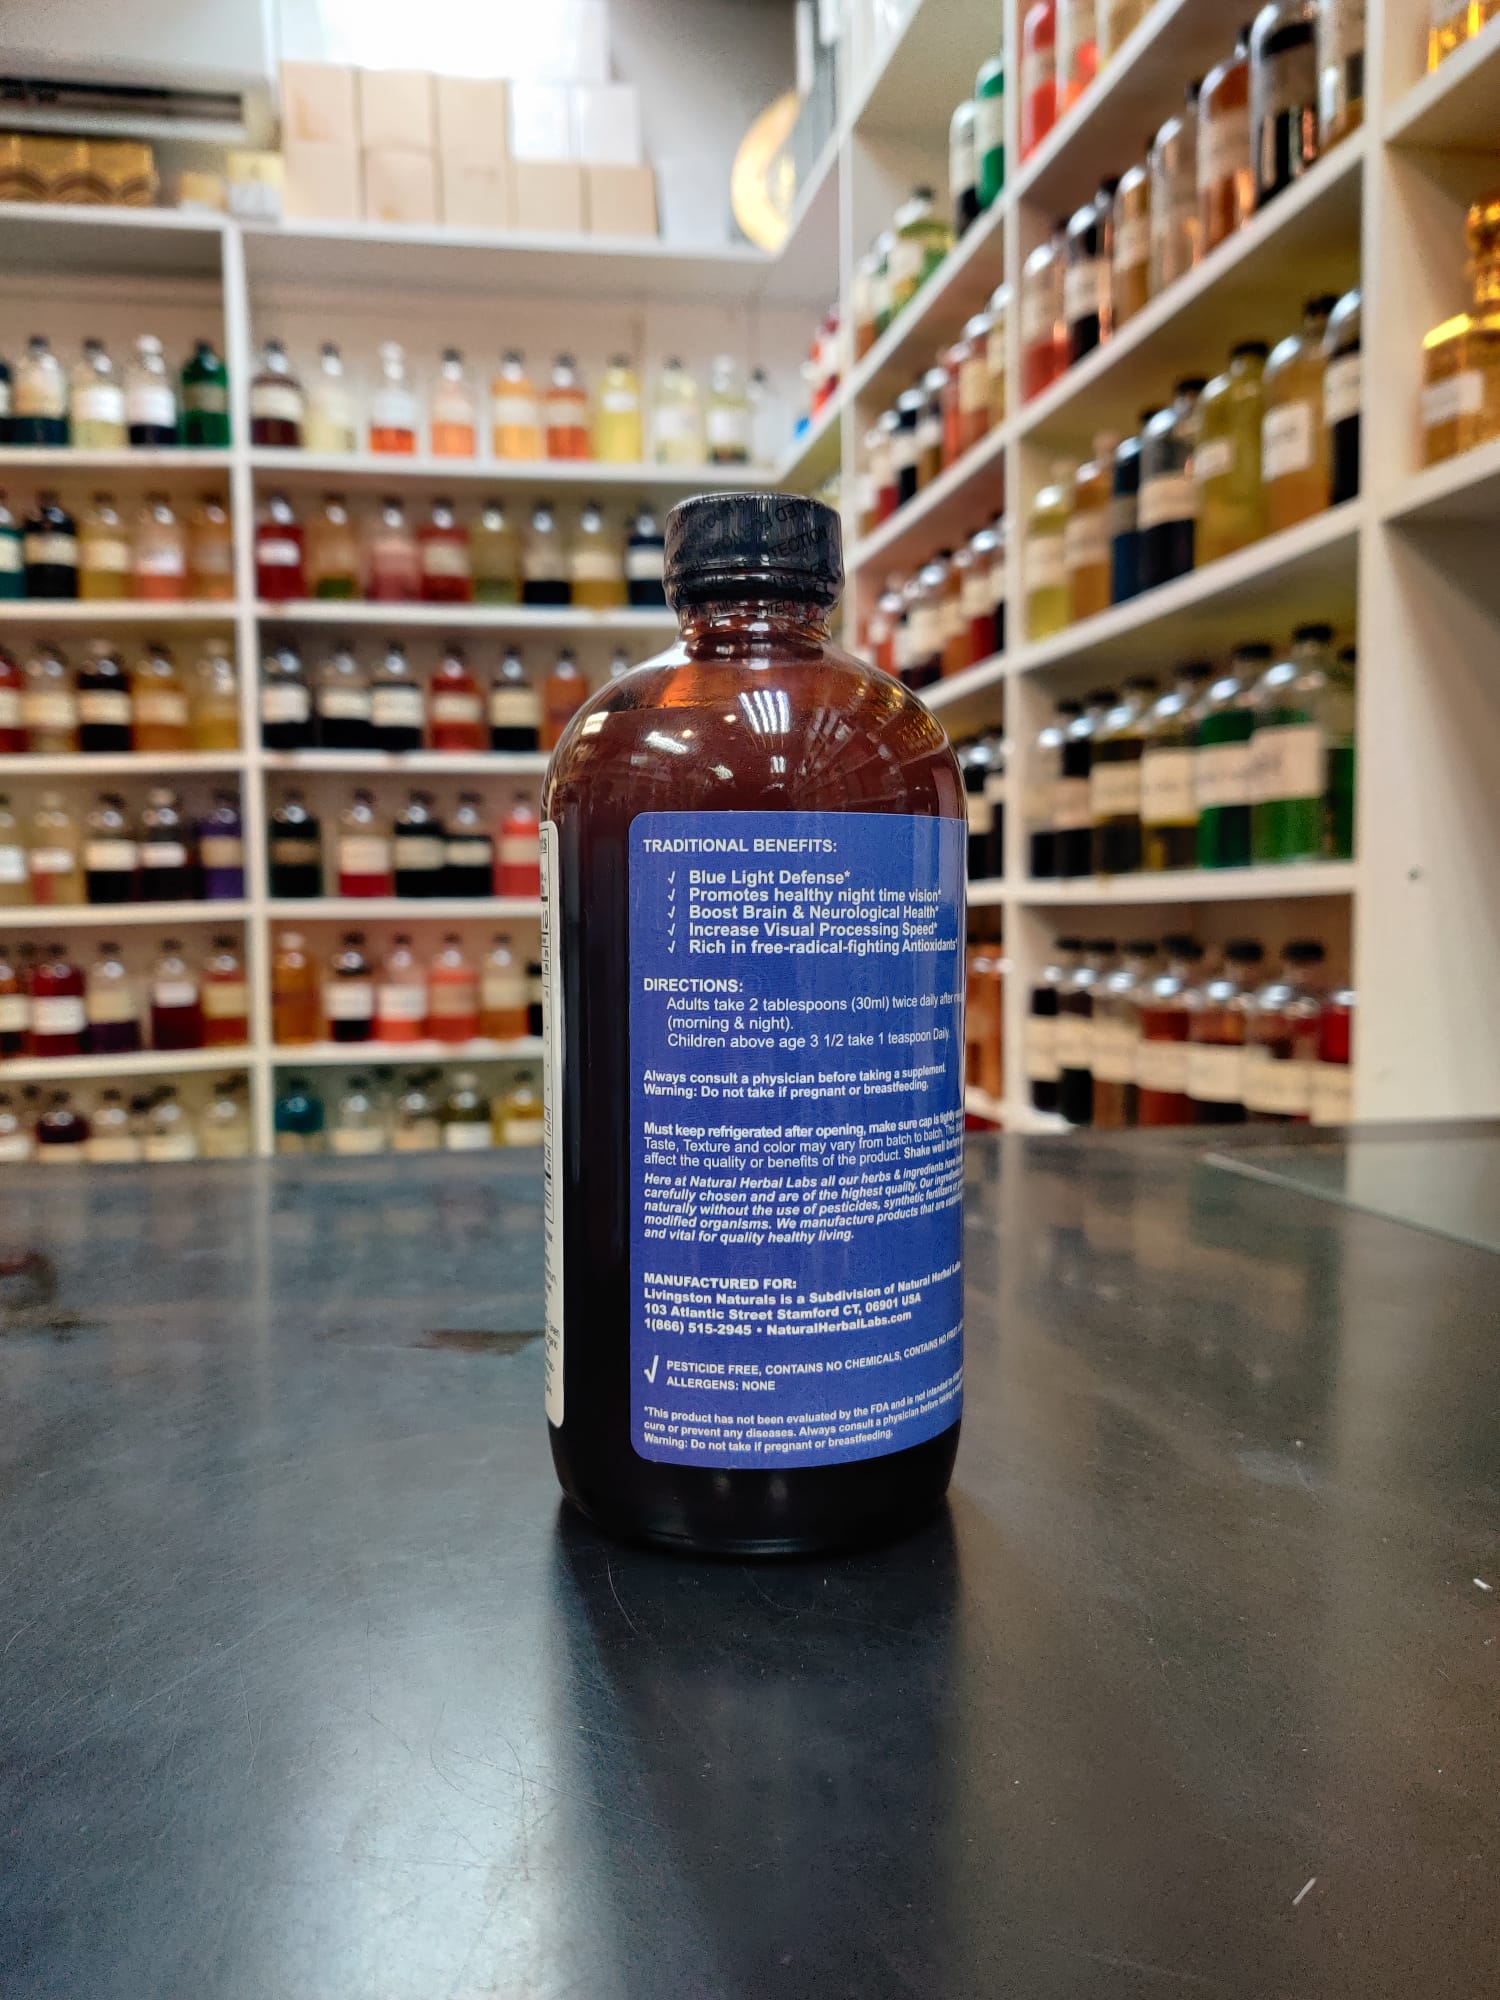 TRADITIONAL BENEFITS:
√ Blue Light Defense*
√ Promotes healthy night time vision*
√ Boost Brain & Neurological Health*
√ Increase Visual Processing Speed*
√ Rich in free-radical-fighting Antioxidants*
DIRECTIONS:
Adults take 2 tablespoons (30ml) twice daily after
(morning & night).
Children above age 3 1/2 take 1 teaspoon Daily.
Always consult a physician before taking a supplement.
Warning: Do not take if pregnant or breastfeeding.
Must keep refrigerated after opening, make sure cap is tightly
Taste, Texture and color may vary from batch to batch. This
affect the quality or benefits of the product. Shake well before
Here at Natural Herbal Labs all our herbs & ingredients have
carefully chosen and are of the highest quality. Our ingredients
naturally without the use of pesticides, synthetic fertilizers or
modified organisms. We manufacture products that are
and vital for quality healthy living.
MANUFACTURED FOR:
Livingston Naturals is a Subdivision of Natural Herbal Labs
103 Atlantic Street Stamford CT, 06901 USA
1(866) 515-2945 • NaturalHerbalLabs.com
√ PESTICIDE FREE, CONTAINS NO CHEMICALS, CONTAINS NO
ALLERGENS: NONE
*This product has not been evaluated by the FDA and is not intended to
cure or prevent any diseases. Always consult a physician before taking
Warning: Do not take if pregnant or breastfeeding.